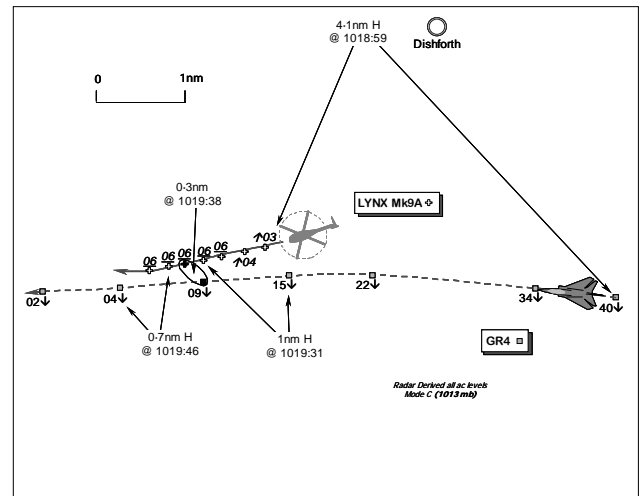 4·1nm H
@ 1018:59
Dishforth
0 1nm
0·3nm
@ 1019:38
LYNX Mk9A
06 06 06 06 06 ↑04 ↑03
02↓ 04↓ 09↓ 15↓ 22↓ 34↓ 40↓
0·7nm H
@ 1019:46
1nm H
@ 1019:31
GR4
Radar Derived all ac levels
Mode C (1013 mb)